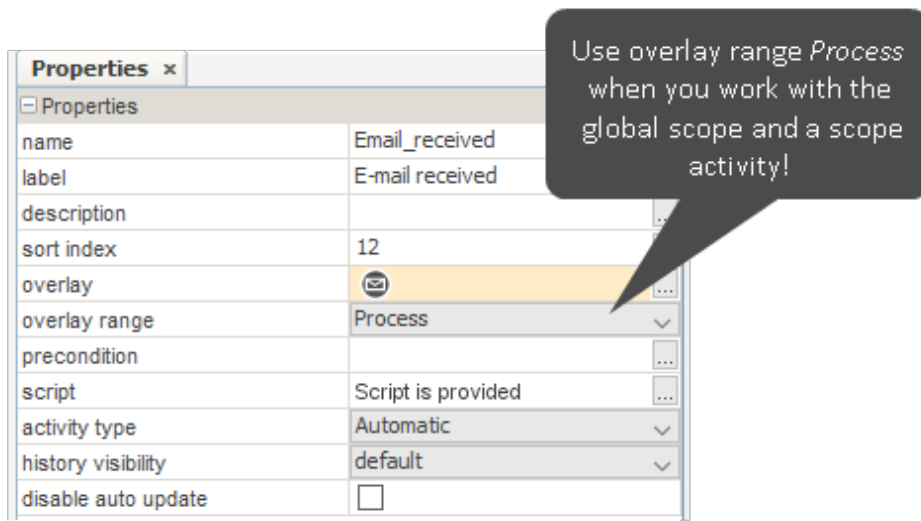 Use overlay range Process
when you work with the
global scope and a scope
activity!
Properties ×
Properties
name Email_received
label E-mail received
description ...
sort index 12
overlay ...
overlay range Process
precondition ...
script Script is provided ...
activity type Automatic
history visibility default
disable auto update